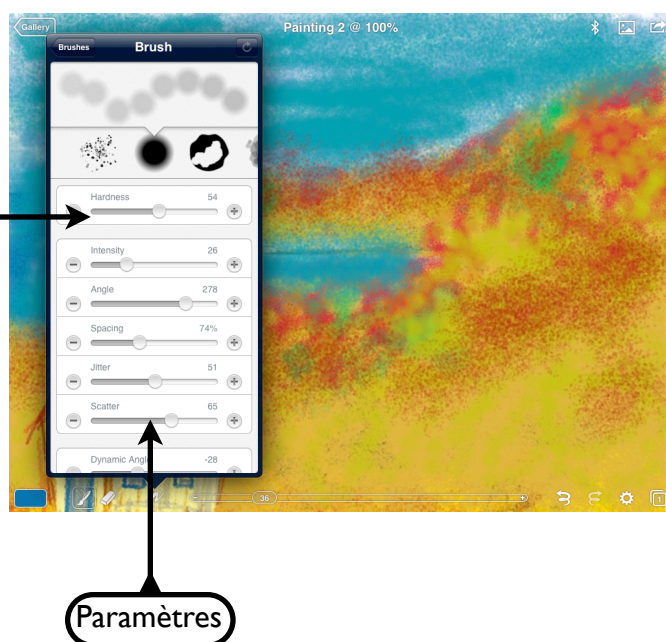 Gallery
Painting 2 @ 100%
Brushes
Brush
Hardness 54
Intensity 26
Angle 278
Spacing 74%
Jitter 51
Scatter 65
Dynamic Angle -28
36
1
Paramètres